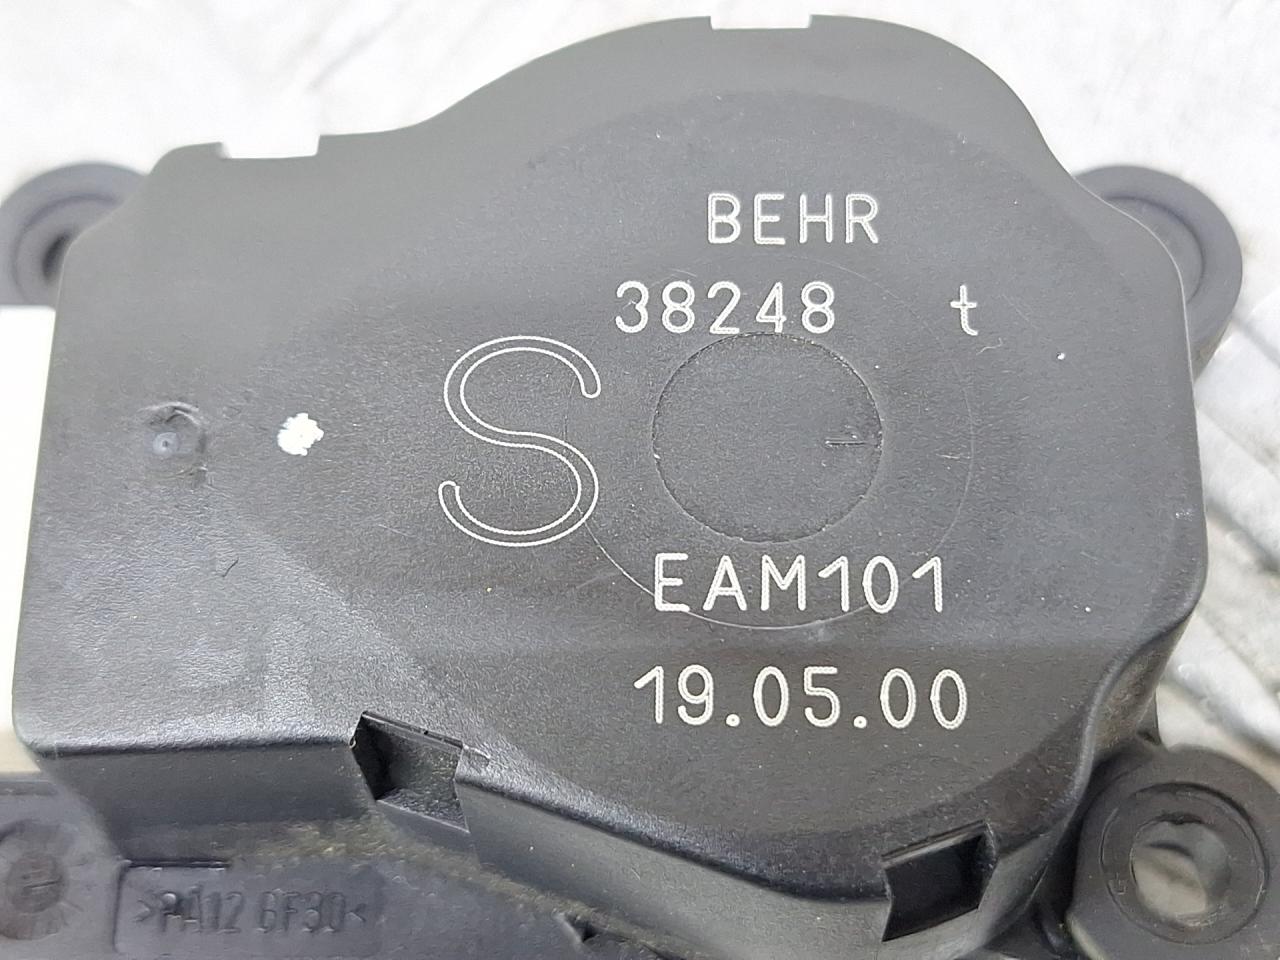 BEHR
38248 t
S
EAM101
19.05.00
>PA12 GF30<